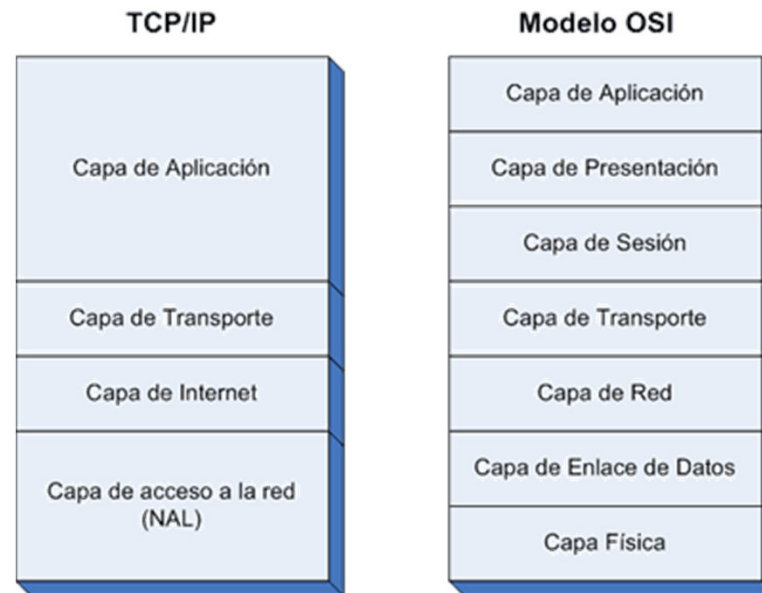 TCP/IP
Capa de Aplicación
Capa de Transporte
Capa de Internet
Capa de acceso a la red
(NAL)
Modelo OSI
Capa de Aplicación
Capa de Presentación
Capa de Sesión
Capa de Transporte
Capa de Red
Capa de Enlace de Datos
Capa Física